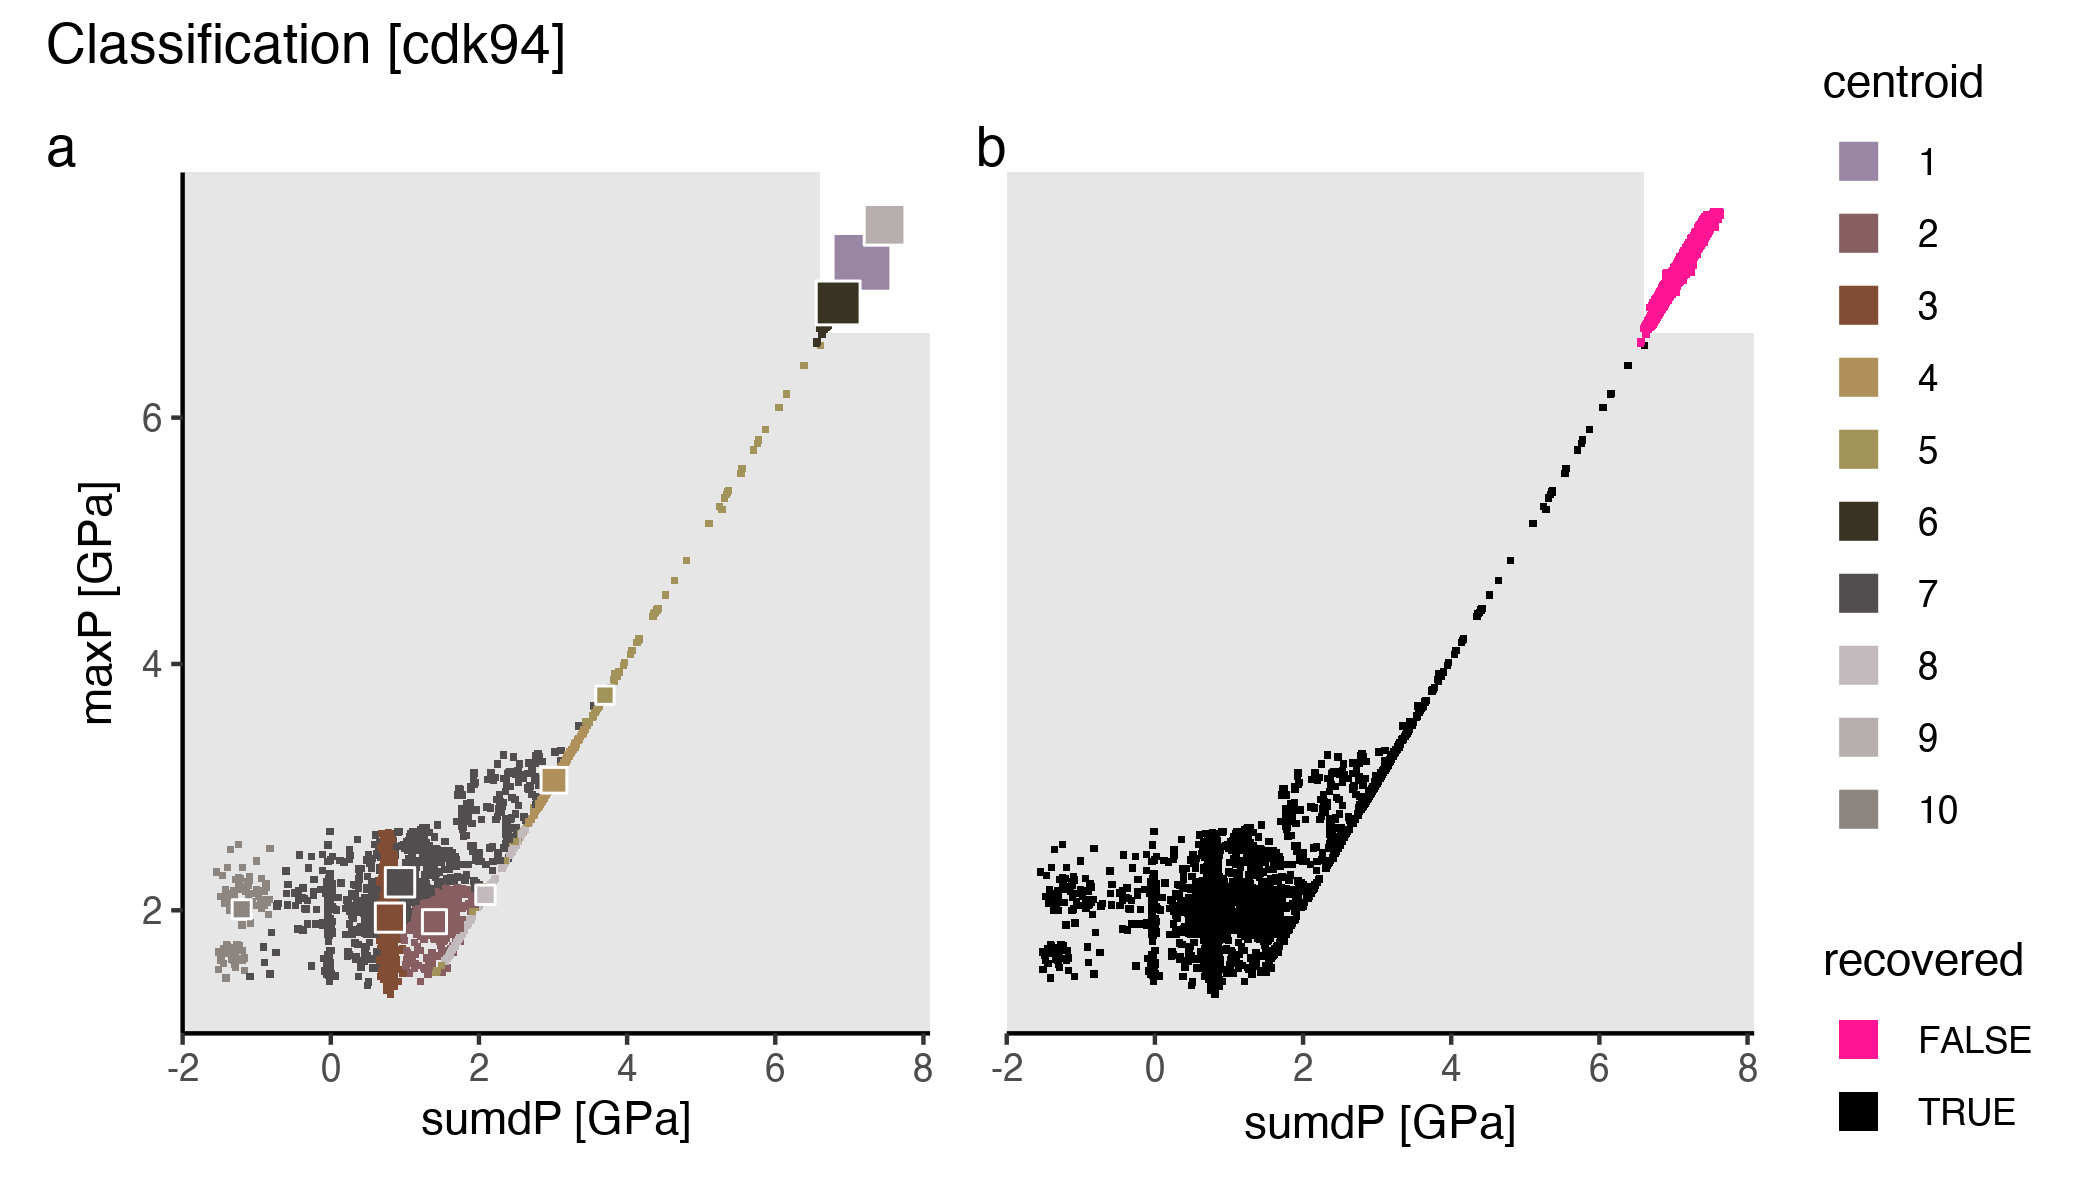 Classification [cdk94]
a
b
maxP [GPa]
6
4
2
-2 0 2 4 6 8
sumdP [GPa]
-2 0 2 4 6 8
sumdP [GPa]
centroid
1
2
3
4
5
6
7
8
9
10
recovered
FALSE
TRUE